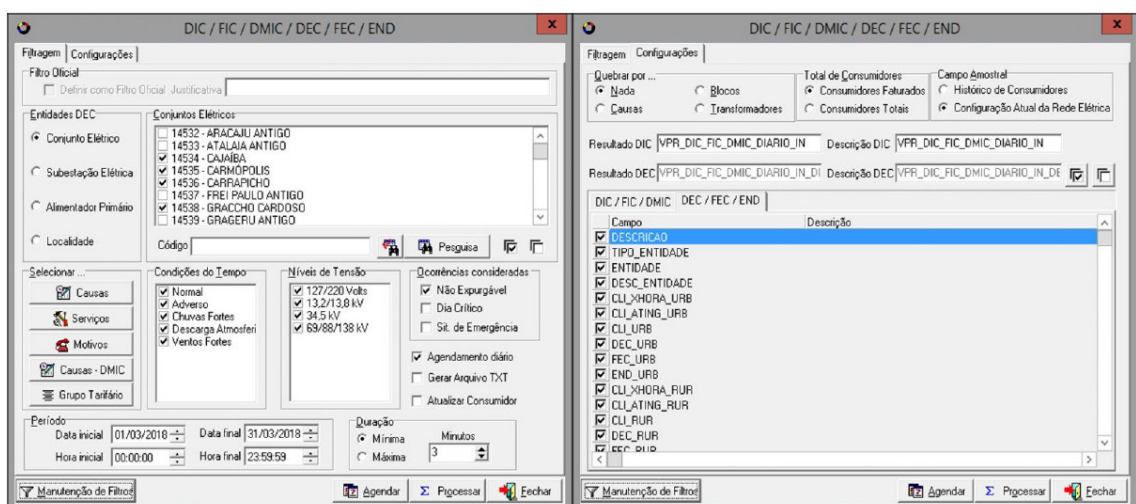 DIC / FIC / DMIC / DEC / FEC / END
x
Filtragem
Configurações
Filtro Oficial
Definir como Filtro Oficial Justificativa
Entidades DEC
Conjunto Elétrico
Subestação Elétrica
Alimentador Primário
Localidade
Conjuntos Elétricos
14532 - ARACAJU ANTIGO
14533 - ATALAIA ANTIGO
14534 - CAJAÍBA
14535 - CARMÓPOLIS
14536 - CARRAPICHO
14537 - FREI PAULO ANTIGO
14538 - GRACCHO CARDOSO
14539 - GRAGERU ANTIGO
Código
Pesquisa
Selecionar ...
Causas
Serviços
Motivos
Causas - DMIC
Grupo Tarifário
Condições do Tempo
Normal
Adverso
Chuvas Fortes
Descarga Atmosferi
Ventos Fortes
Níveis de Tensão
127/220 Volts
13,2/13,8 kV
34,5 kV
69/88/138 kV
Ocorrências consideradas
Não Expurgável
Dia Crítico
Sit. de Emergência
Agendamento diário
Gerar Arquivo TXT
Atualizar Consumidor
Período
Data inicial 01/03/2018 Data final 31/03/2018
Hora inicial 00:00:00 Hora final 23:59:59
Duração
Mínima
Máxima
Minutos
3
Manutenção de Filtros
Agendar
Σ Processar
Fechar
DIC / FIC / DMIC / DEC / FEC / END
x
Filtragem
Configurações
Quebrar por ...
Nada
Blocos
Causas
Transformadores
Total de Consumidores
Consumidores Faturados
Consumidores Totais
Campo Amostral
Histórico de Consumidores
Configuração Atual da Rede Elétrica
Resultado DIC VPR_DIC_FIC_DMIC_DIARIO_IN Descrição DIC VPR_DIC_FIC_DMIC_DIARIO_IN
Resultado DEC VPR_DIC_FIC_DMIC_DIARIO_IN_DE Descrição DEC VPR_DIC_FIC_DMIC_DIARIO_IN_DE
DIC / FIC / DMIC
DEC / FEC / END
Campo Descrição
DESCRICAO
TIPO_ENTIDADE
ENTIDADE
DESC_ENTIDADE
CLI_XHORA_URB
CLI_ATING_URB
CLI_URB
DEC_URB
FEC_URB
END_URB
CLI_XHORA_RUR
CLI_ATING_RUR
CLI_RUR
DEC_RUR
FEC_RUR
Manutenção de Filtros
Agendar
Σ Processar
Fechar